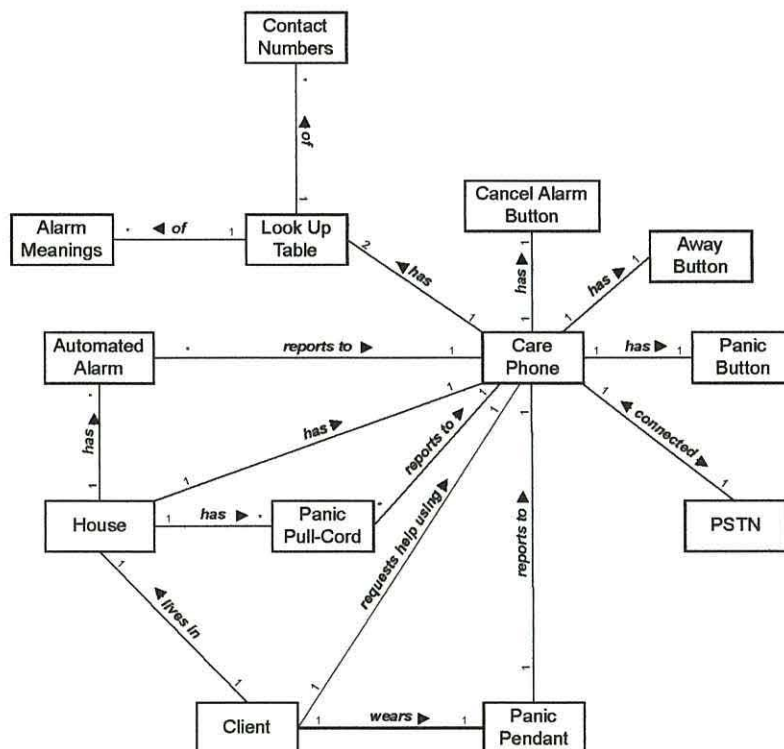 Contact
Numbers
*
◄ of
1
Cancel Alarm
Button
Alarm
Meanings
* ◄ of 1
Look Up
Table
2
◄ has
1
1
has ►
1
Away
Button
1
has ►
1
Automated
Alarm
* reports to ► 1
Care
Phone
1 has ► 1
Panic
Button
*
has ►
1
1
has ►
1
1
reports to ►
*
1
requests help using ►
1
1
reports to ►
1
1
◄ connected ►
1
House
1 has ► *
Panic
Pull-Cord
PSTN
1
◄ lives in
1
Client
1 wears ► 1
Panic
Pendant